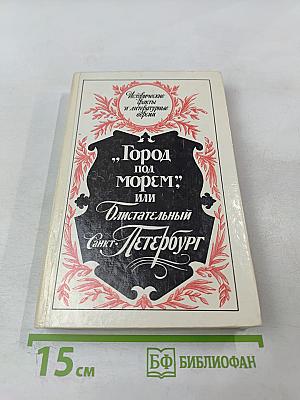 Исторические
факты
и литературные
версии
„Город
под
морем",
или
Блистательный
Санкт-Петербург
15 см
БФ БИБЛИОФАН